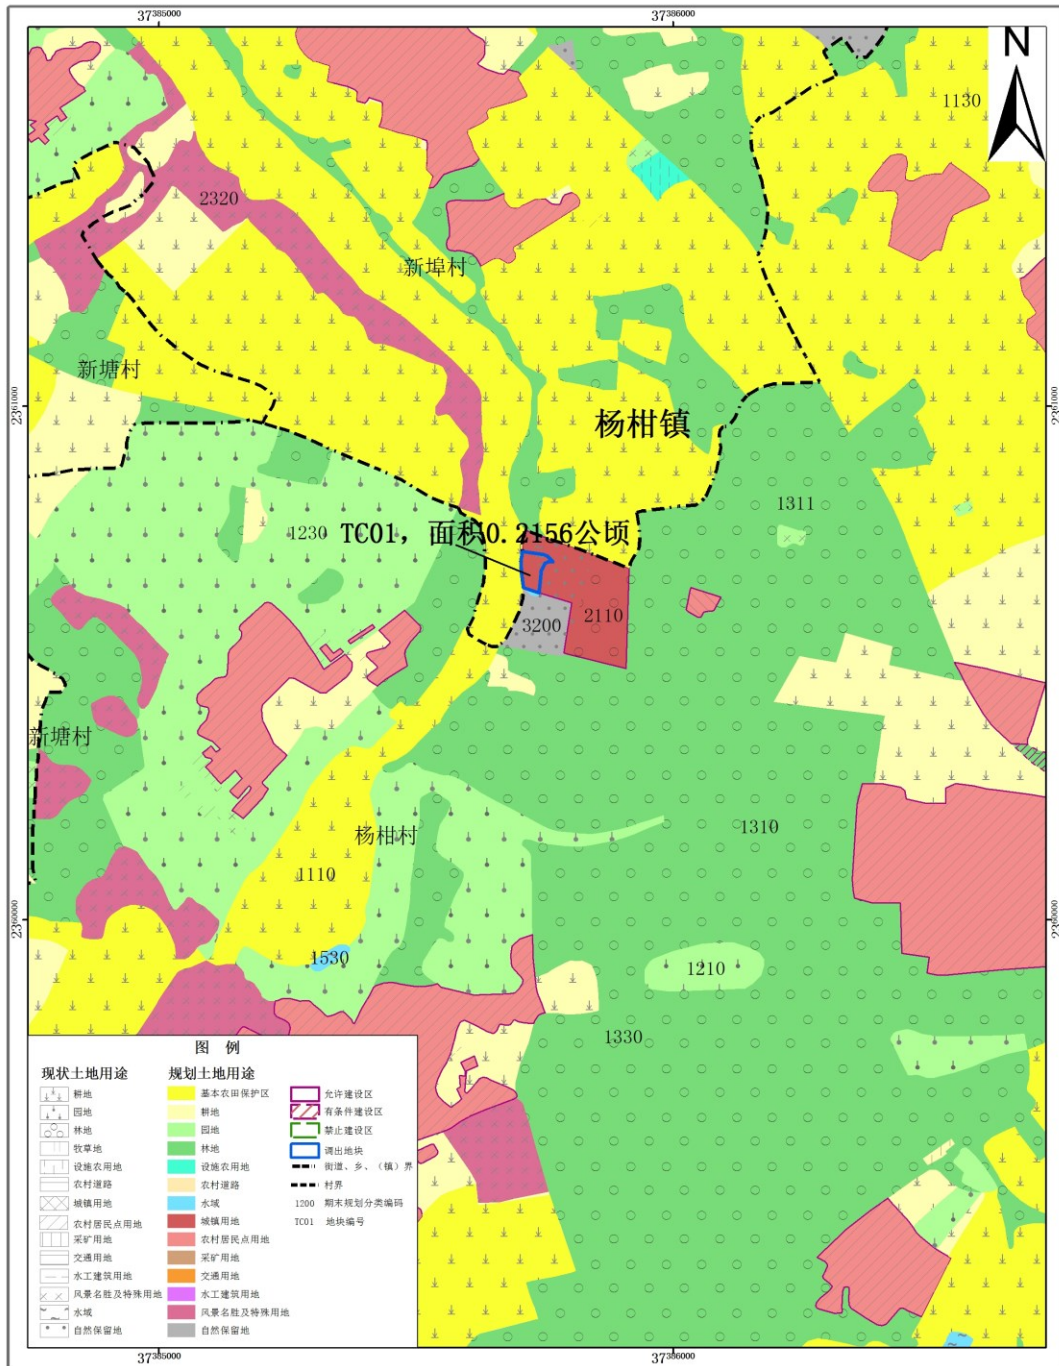 37385000
37386000
N
1130
2320
新埠村
新塘村
2361000
2361000
杨柑镇
1311
1230
TC01，面积0.2156公顷
3200
2110
新塘村
1310
杨柑村
1110
2360000
2360000
1530
1210
1330
图 例
现状土地用途
规划土地用途
耕地
基本农田保护区
允许建设区
园地
耕地
有条件建设区
林地
园地
禁止建设区
牧草地
林地
调出地块
设施农用地
设施农用地
街道、乡、（镇）界
农村道路
农村道路
村界
城镇用地
水域
1200 期末规划分类编码
农村居民点用地
城镇用地
TC01 地块编号
采矿用地
农村居民点用地
交通用地
采矿用地
水工建筑用地
交通用地
风景名胜及特殊用地
水工建筑用地
水域
风景名胜及特殊用地
自然保留地
自然保留地
37385000
37386000